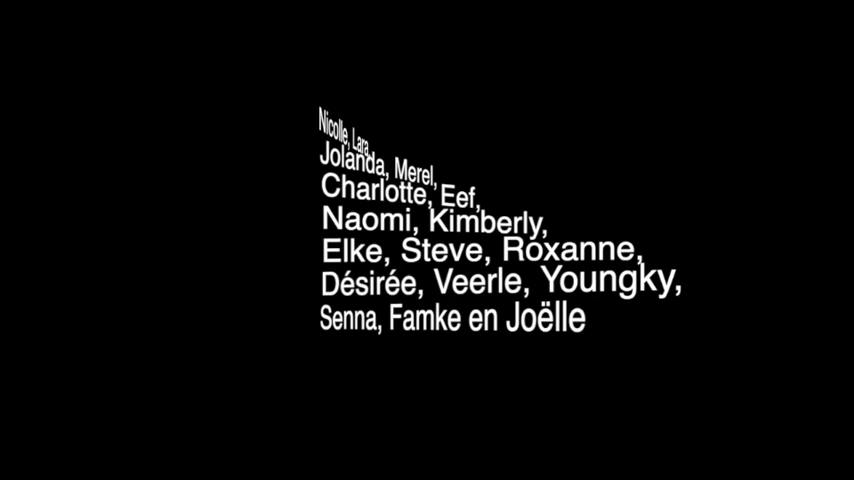 Nicolle, Lara,
Jolanda, Merel,
Charlotte, Eef,
Naomi, Kimberly,
Elke, Steve, Roxanne,
Désirée, Veerle, Youngky,
Senna, Famke en Joëlle